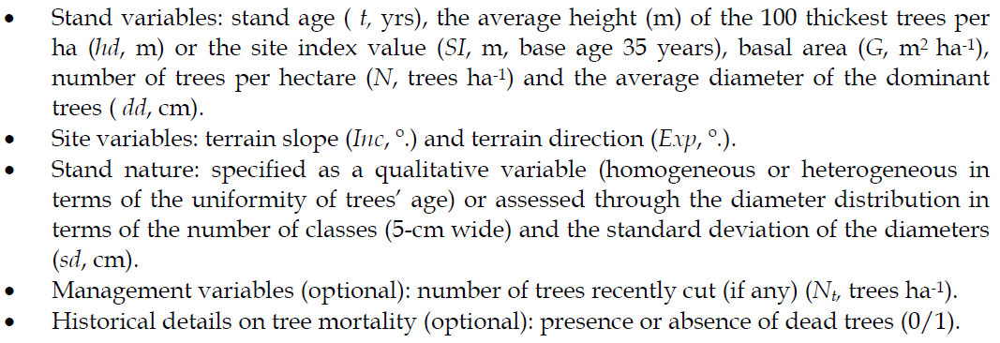 • Stand variables: stand age ( t, yrs), the average height (m) of the 100 thickest trees per
ha (hd, m) or the site index value (SI, m, base age 35 years), basal area (G, m² ha-¹),
number of trees per hectare (N, trees ha-¹) and the average diameter of the dominant
trees ( dd, cm).
• Site variables: terrain slope (Inc, °.) and terrain direction (Exp, °.).
• Stand nature: specified as a qualitative variable (homogeneous or heterogeneous in
terms of the uniformity of trees' age) or assessed through the diameter distribution in
terms of the number of classes (5-cm wide) and the standard deviation of the diameters
(sd, cm).
• Management variables (optional): number of trees recently cut (if any) (Nt, trees ha-¹).
• Historical details on tree mortality (optional): presence or absence of dead trees (0/1).